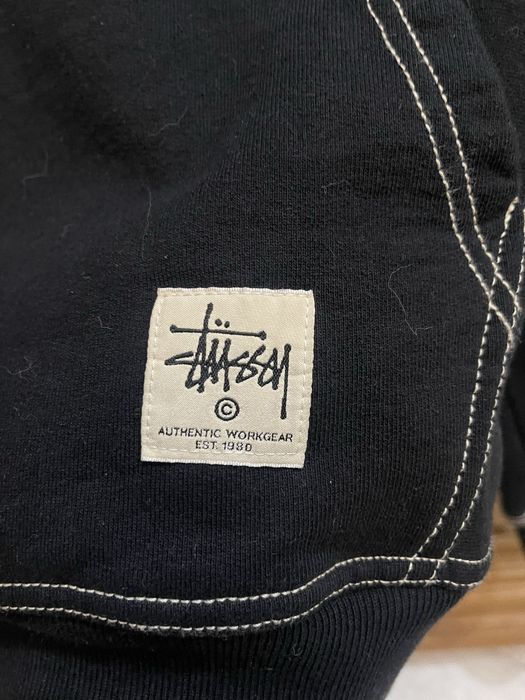 Stüssy
©
AUTHENTIC WORKGEAR
EST. 1980